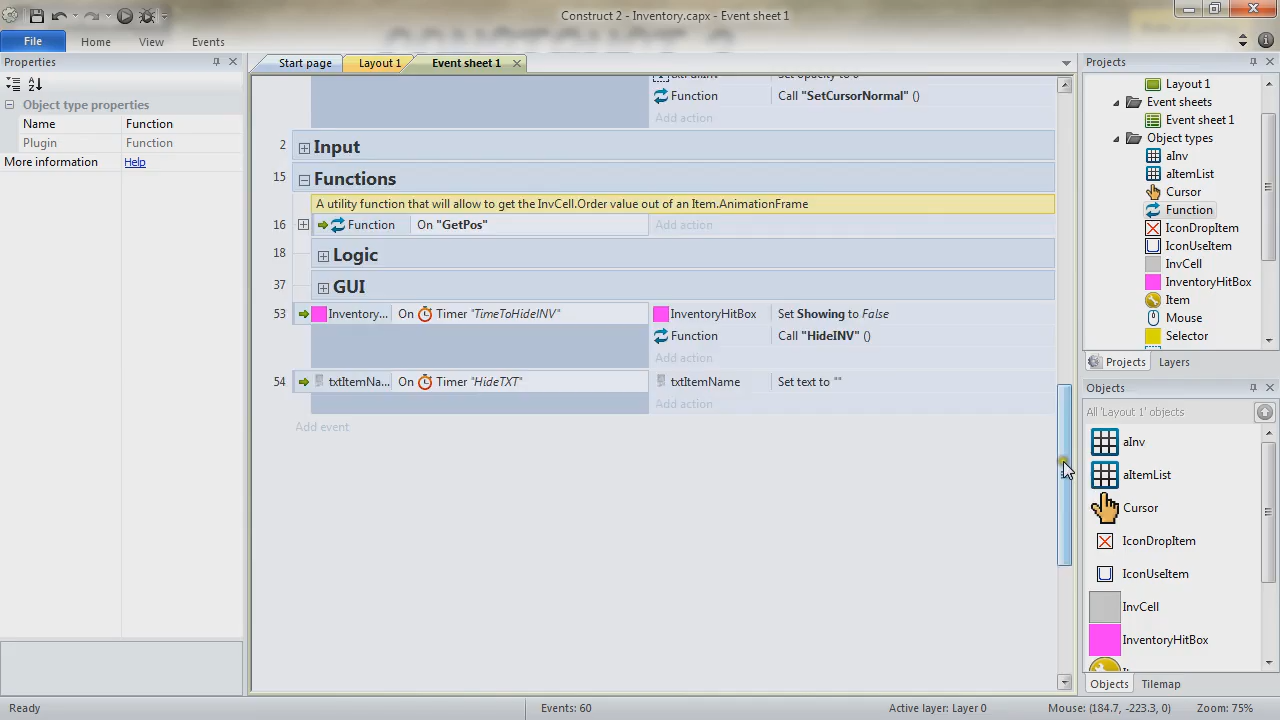 Construct 2 - Inventory.capx - Event sheet 1
File
Home
View
Events
Properties
Object type properties
Name
Function
Plugin
Function
More information
Help
Start page
Layout 1
Event sheet 1
Function
Call "SetCursorNormal" ()
Add action
2
Input
15
Functions
A utility function that will allow to get the InvCell.Order value out of an Item.AnimationFrame
16
Function
On "GetPos"
Add action
18
Logic
37
GUI
53
Inventory...
On Timer "TimeToHideINV"
InventoryHitBox
Set Showing to False
Function
Call "HideINV" ()
Add action
54
txtItemNa...
On Timer "HideTXT"
txtItemName
Set text to ""
Add action
Add event
Projects
Layout 1
Event sheets
Event sheet 1
Object types
aInv
aItemList
Cursor
Function
IconDropItem
IconUseItem
InvCell
InventoryHitBox
Item
Mouse
Selector
Projects
Layers
Objects
All 'Layout 1' objects
aInv
aItemList
Cursor
IconDropItem
IconUseItem
InvCell
InventoryHitBox
Objects
Tilemap
Ready
Events: 60
Active layer: Layer 0
Mouse: (184.7, -223.3, 0)
Zoom: 75%